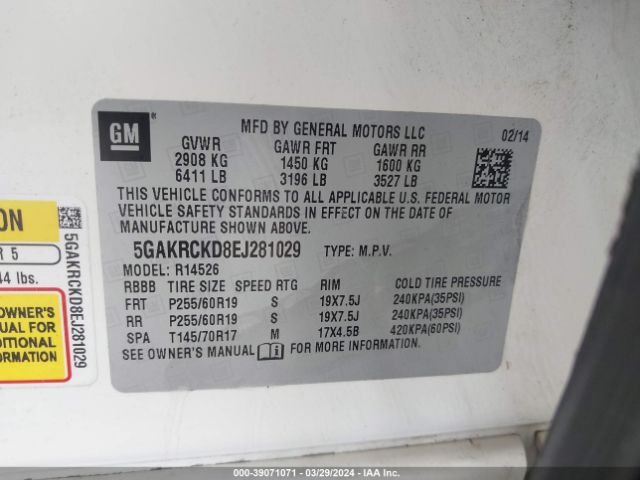 GM
®
MFD BY GENERAL MOTORS LLC 02/14
GVWR GAWR FRT GAWR RR
2908 KG 1450 KG 1600 KG
6411 LB 3196 LB 3527 LB
THIS VEHICLE CONFORMS TO ALL APPLICABLE U.S. FEDERAL MOTOR
VEHICLE SAFETY STANDARDS IN EFFECT ON THE DATE OF
MANUFACTURE SHOWN ABOVE.
5GAKRCKD8EJ281029 TYPE: M.P.V.
MODEL: R14526
RBBB TIRE SIZE SPEED RTG RIM COLD TIRE PRESSURE
FRT P255/60R19 S 19X7.5J 240KPA(35PSI)
RR P255/60R19 S 19X7.5J 240KPA(35PSI)
SPA T145/70R17 M 17X4.5B 420KPA(60PSI)
SEE OWNER'S MANUAL FOR MORE INFORMATION.
ON
R 5
44 lbs.
OWNER'S
UAL FOR
DITIONAL
RMATION
5GAKRCKD8EJ281029
000-39071071 | 03/29/2024 - IAA Inc.